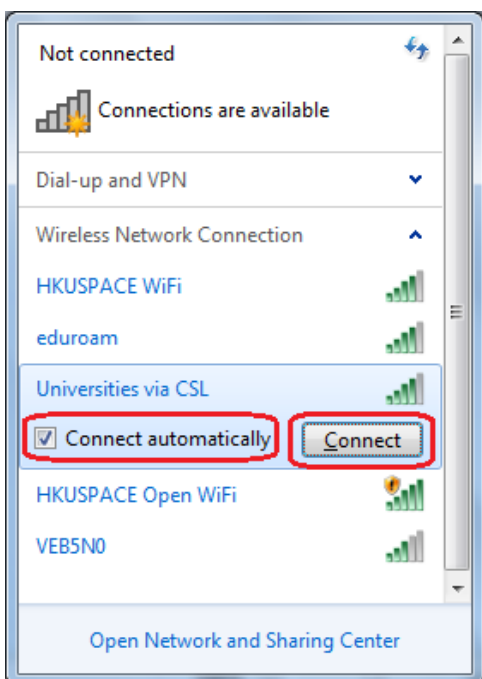 Not connected
Connections are available
Dial-up and VPN
Wireless Network Connection
HKUSPACE WiFi
eduroam
Universities via CSL
Connect automatically Connect
HKUSPACE Open WiFi
VEB5N0
Open Network and Sharing Center